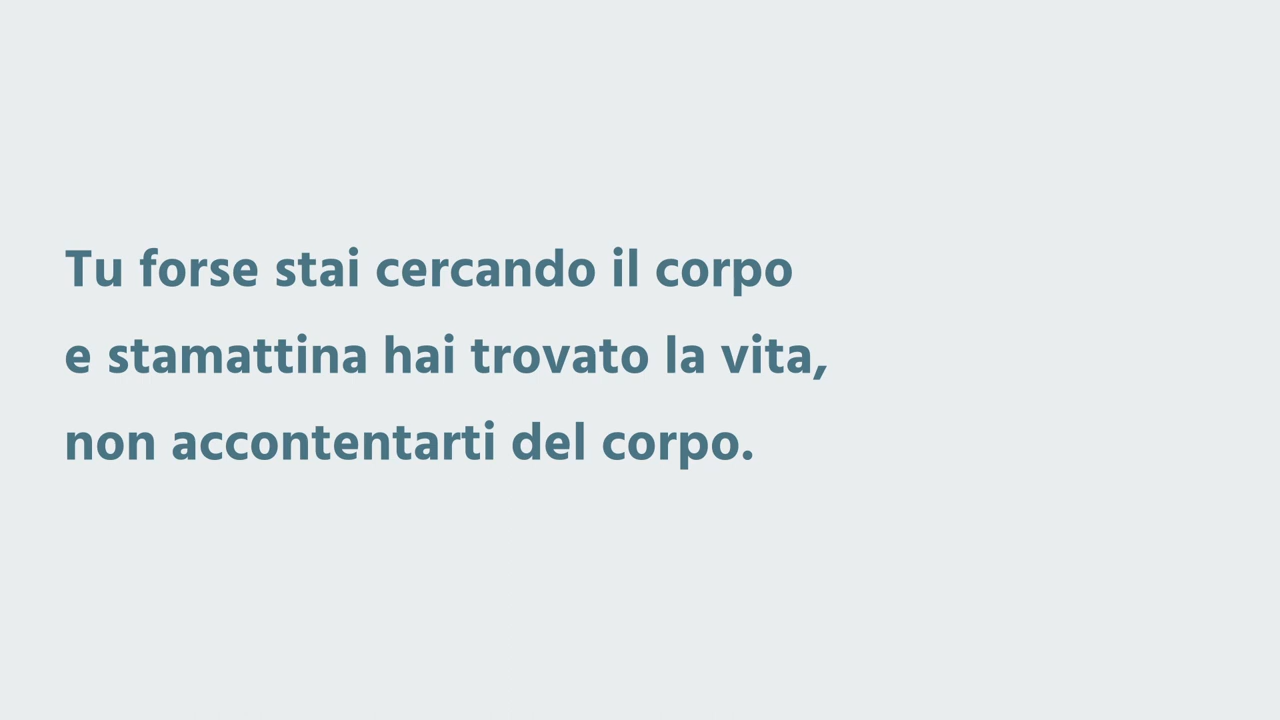 Tu forse stai cercando il corpo
e stamattina hai trovato la vita,
non accontentarti del corpo.